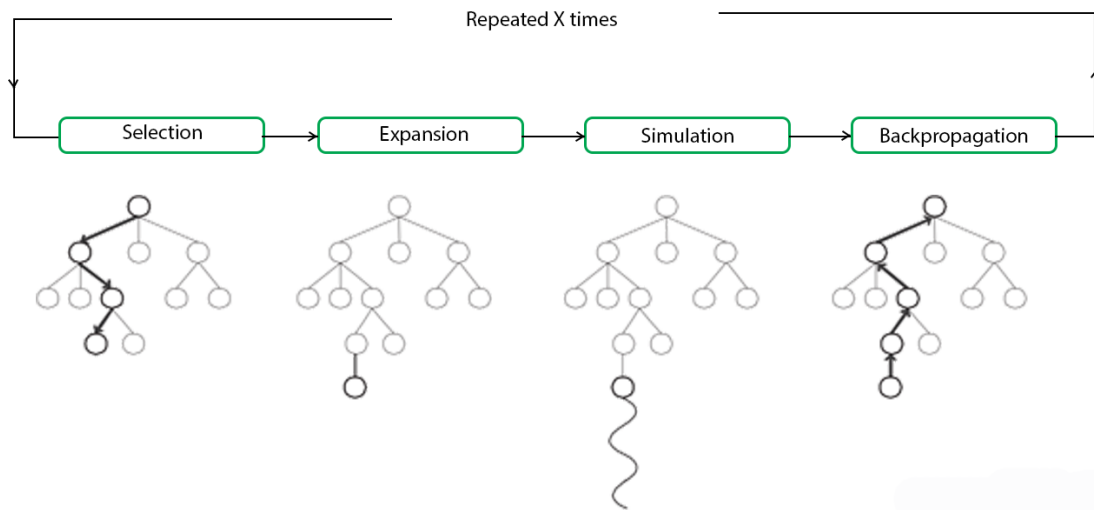 Repeated X times
Selection
Expansion
Simulation
Backpropagation